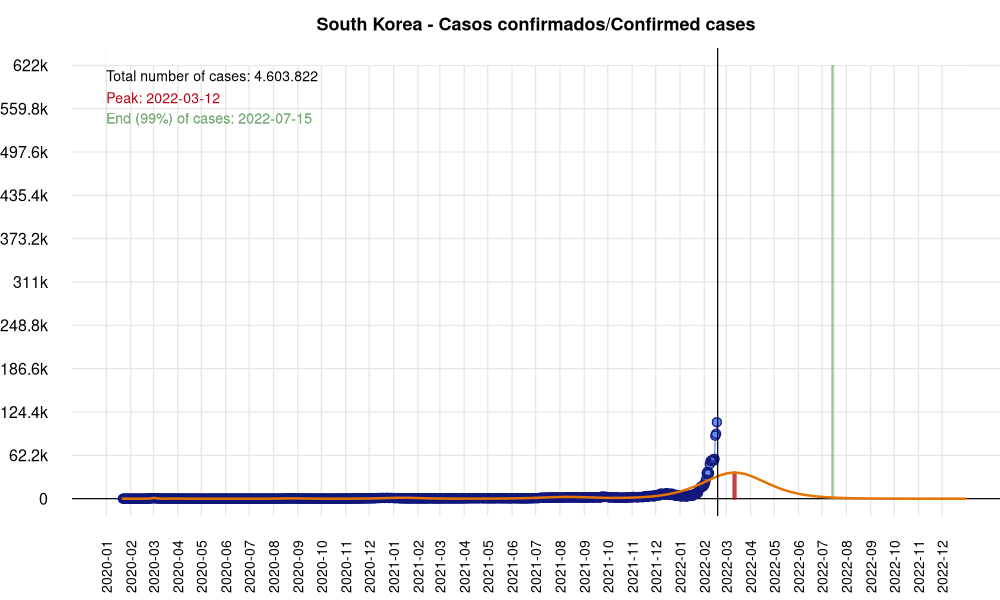 South Korea - Casos confirmados/Confirmed cases
622k
559.8k
497.6k
435.4k
373.2k
311k
248.8k
186.6k
124.4k
62.2k
0
Total number of cases: 4.603.822
Peak: 2022-03-12
End (99%) of cases: 2022-07-15
2020-01
2020-02
2020-03
2020-04
2020-05
2020-06
2020-07
2020-08
2020-09
2020-10
2020-11
2020-12
2021-01
2021-02
2021-03
2021-04
2021-05
2021-06
2021-07
2021-08
2021-09
2021-10
2021-11
2021-12
2022-01
2022-02
2022-03
2022-04
2022-05
2022-06
2022-07
2022-08
2022-09
2022-10
2022-11
2022-12